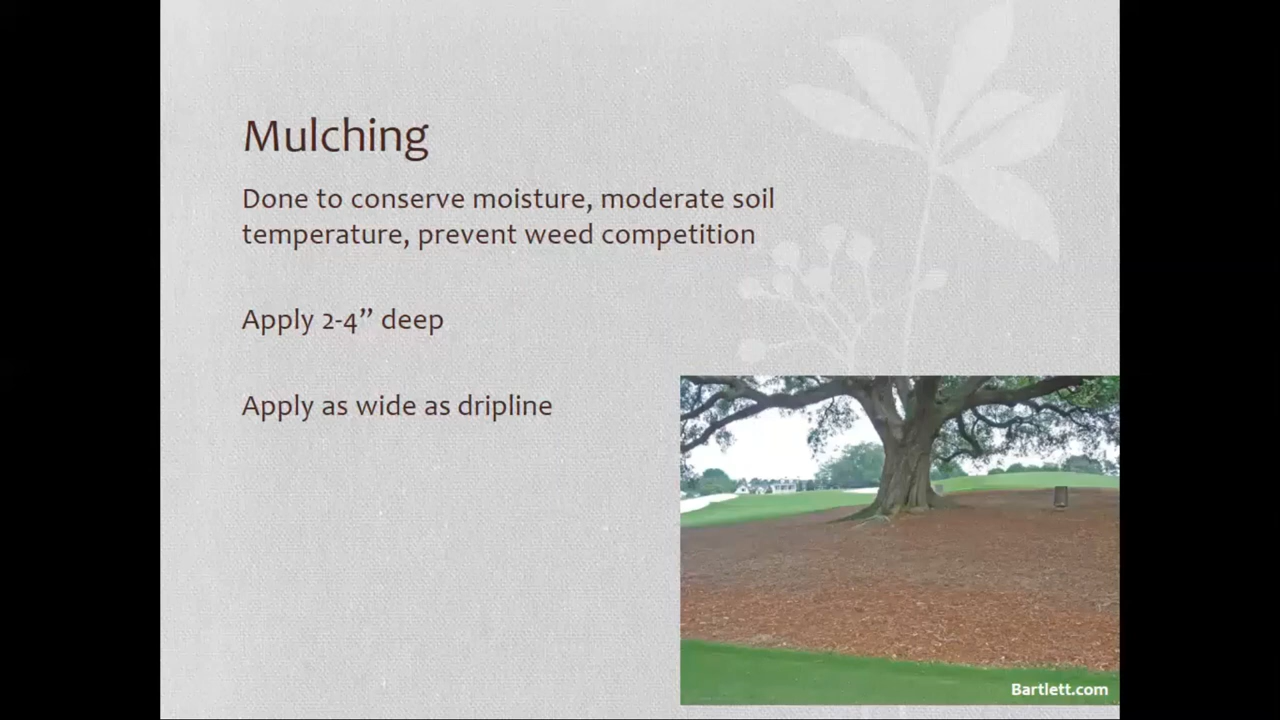 Mulching
Done to conserve moisture, moderate soil
temperature, prevent weed competition
Apply 2-4” deep
Apply as wide as dripline
Bartlett.com